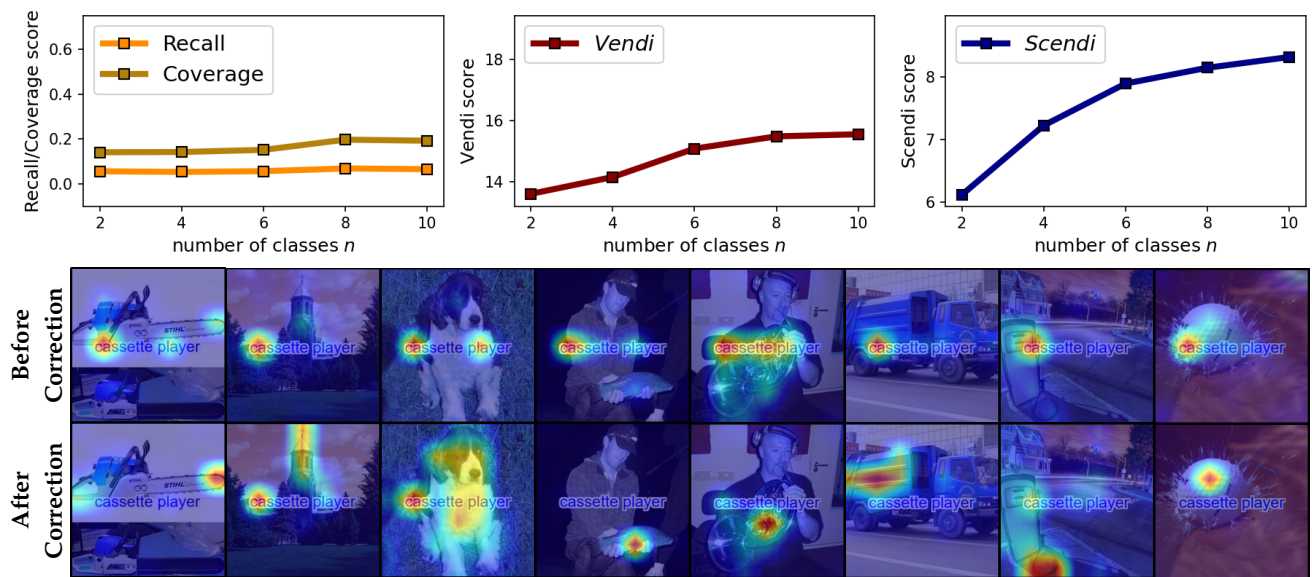 Recall/Coverage score
0.6
0.4
0.2
0.0
Recall
Coverage
2 4 6 8 10
number of classes n
Vendi score
18
16
14
Vendi
2 4 6 8 10
number of classes n
Scendi score
8
7
6
Scendi
2 4 6 8 10
number of classes n
Before
Correction
STIHL
cassette player cassette player cassette player cassette player cassette player cassette player cassette player cassette player
After
Correction
STIHL
cassette player cassette player cassette player cassette player cassette player cassette player cassette player cassette player